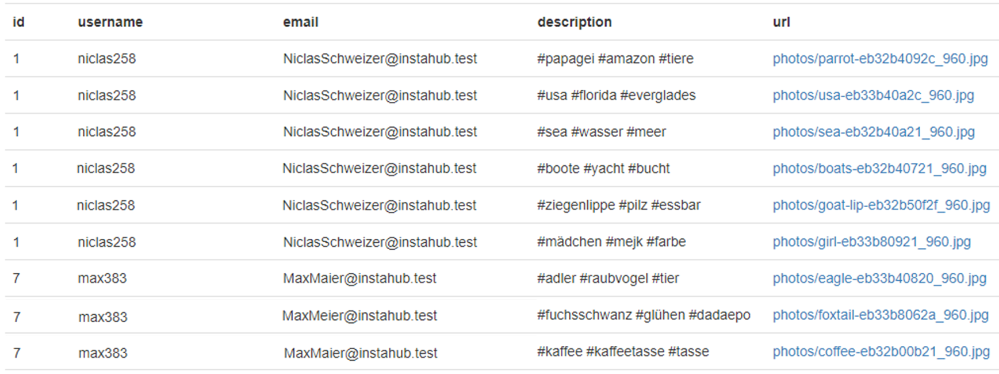 id username email description url
1 niclas258 NiclasSchweizer@instahub.test #papagei #amazon #tiere photos/parrot-eb32b4092c_960.jpg
1 niclas258 NiclasSchweizer@instahub.test #usa #florida #everglades photos/usa-eb33b40a2c_960.jpg
1 niclas258 NiclasSchweizer@instahub.test #sea #wasser #meer photos/sea-eb32b40a21_960.jpg
1 niclas258 NiclasSchweizer@instahub.test #boote #yacht #bucht photos/boats-eb32b40721_960.jpg
1 niclas258 NiclasSchweizer@instahub.test #ziegenlippe #pilz #essbar photos/goat-lip-eb32b50f2f_960.jpg
1 niclas258 NiclasSchweizer@instahub.test #mädchen #mejk #farbe photos/girl-eb33b80921_960.jpg
7 max383 MaxMaier@instahub.test #adler #raubvogel #tier photos/eagle-eb33b40820_960.jpg
7 max383 MaxMeier@instahub.test #fuchsschwanz #glühen #dadaepo photos/foxtail-eb33b8062a_960.jpg
7 max383 MaxMaier@instahub.test #kaffee #kaffeetasse #tasse photos/coffee-eb32b00b21_960.jpg